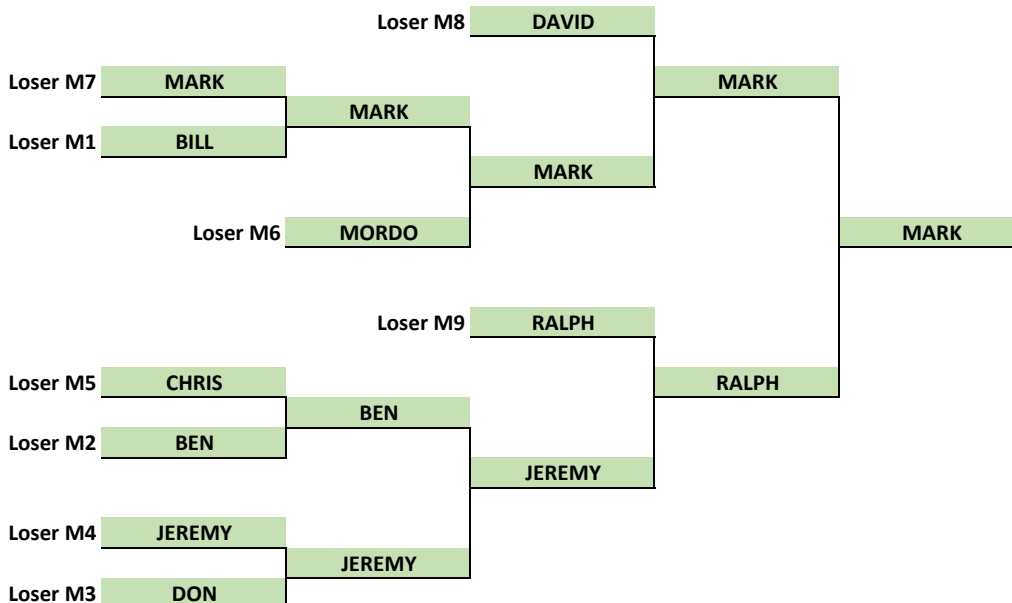 Loser M8 DAVID
Loser M7 MARK MARK
MARK
Loser M1 BILL
MARK
Loser M6 MORDO MARK
Loser M9 RALPH
Loser M5 CHRIS RALPH
BEN
Loser M2 BEN
JEREMY
Loser M4 JEREMY
JEREMY
Loser M3 DON